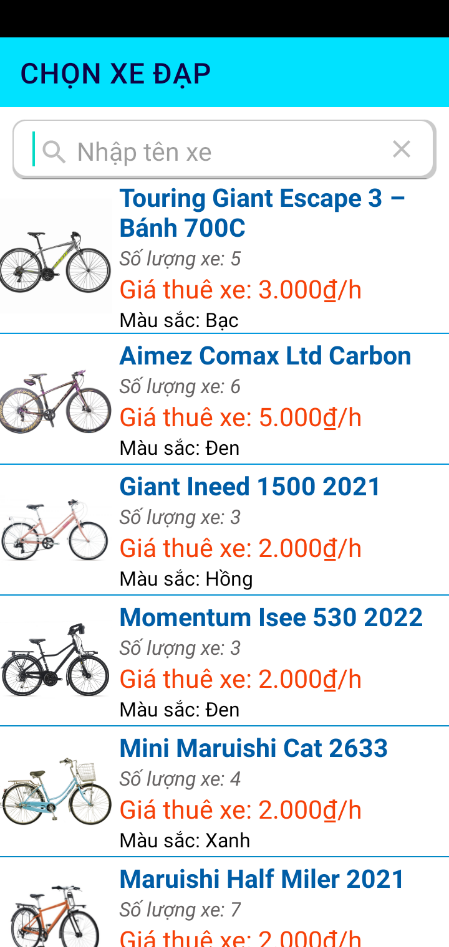 CHỌN XE ĐẠP
Nhập tên xe
Touring Giant Escape 3 –
Bánh 700C
Số lượng xe: 5
Giá thuê xe: 3.000₫/h
Màu sắc: Bạc
Aimez Comax Ltd Carbon
Số lượng xe: 6
Giá thuê xe: 5.000₫/h
Màu sắc: Đen
Giant Ineed 1500 2021
Số lượng xe: 3
Giá thuê xe: 2.000₫/h
Màu sắc: Hồng
Momentum Isee 530 2022
Số lượng xe: 3
Giá thuê xe: 2.000₫/h
Màu sắc: Đen
Mini Maruishi Cat 2633
Số lượng xe: 4
Giá thuê xe: 2.000₫/h
Màu sắc: Xanh
Maruishi Half Miler 2021
Số lượng xe: 7
Giá thuê xe: 2.000₫/h